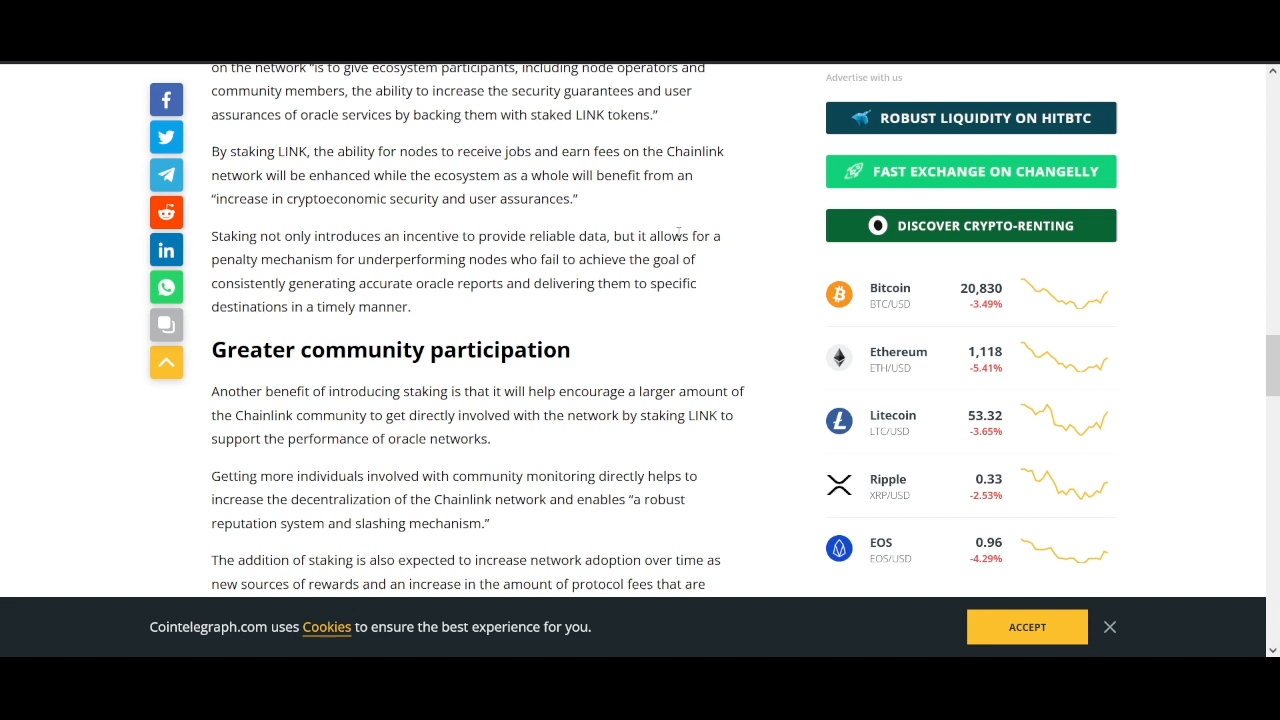 on the network “is to give ecosystem participants, including node operators and
community members, the ability to increase the security guarantees and user
assurances of oracle services by backing them with staked LINK tokens.”
By staking LINK, the ability for nodes to receive jobs and earn fees on the Chainlink
network will be enhanced while the ecosystem as a whole will benefit from an
“increase in cryptoeconomic security and user assurances.”
Staking not only introduces an incentive to provide reliable data, but it allows for a
penalty mechanism for underperforming nodes who fail to achieve the goal of
consistently generating accurate oracle reports and delivering them to specific
destinations in a timely manner.
Greater community participation
Another benefit of introducing staking is that it will help encourage a larger amount of
the Chainlink community to get directly involved with the network by staking LINK to
support the performance of oracle networks.
Getting more individuals involved with community monitoring directly helps to
increase the decentralization of the Chainlink network and enables “a robust
reputation system and slashing mechanism.”
The addition of staking is also expected to increase network adoption over time as
new sources of rewards and an increase in the amount of protocol fees that are
Advertise with us
ROBUST LIQUIDITY ON HITBTC
FAST EXCHANGE ON CHANGELLY
DISCOVER CRYPTO-RENTING
Bitcoin 20,830
BTC/USD -3.49%
Ethereum 1,118
ETH/USD -5.41%
Litecoin 53.32
LTC/USD -3.65%
Ripple 0.33
XRP/USD -2.53%
EOS 0.96
EOS/USD -4.29%
Cointelegraph.com uses Cookies to ensure the best experience for you.
ACCEPT